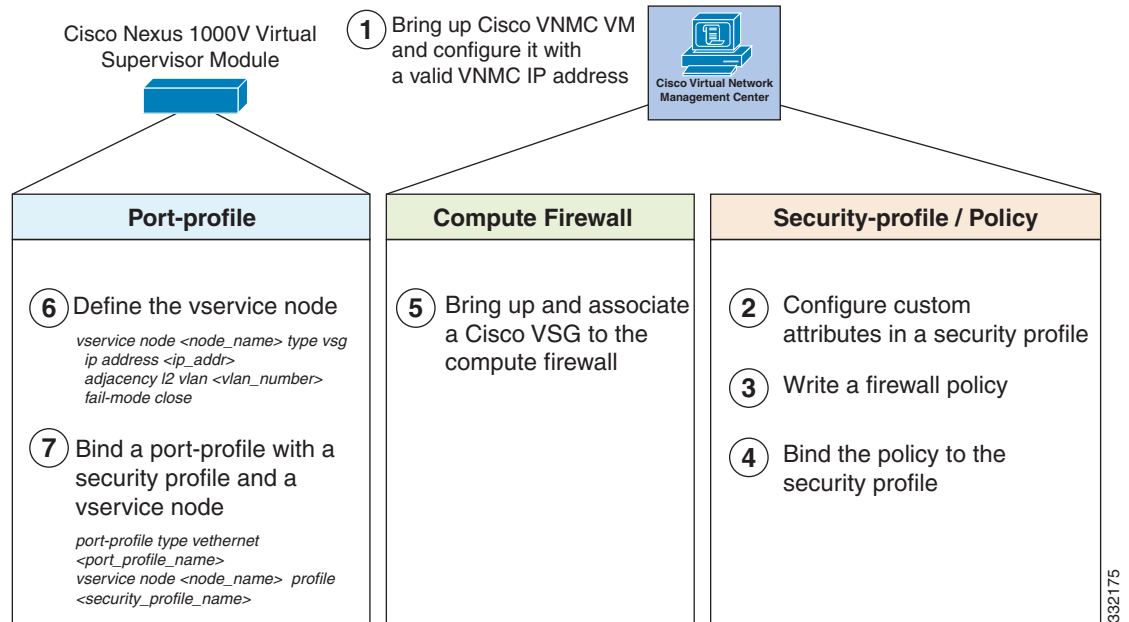 Cisco Nexus 1000V Virtual
Supervisor Module
1 Bring up Cisco VNMC VM
and configure it with
a valid VNMC IP address
Cisco Virtual Network
Management Center
Port-profile
6 Define the vservice node
vservice node <node_name> type vsg
ip address <ip_addr>
adjacency l2 vlan <vlan_number>
fail-mode close
7 Bind a port-profile with a
security profile and a
vservice node
port-profile type vethernet
<port_profile_name>
vservice node <node_name> profile
<security_profile_name>
Compute Firewall
5 Bring up and associate
a Cisco VSG to the
compute firewall
Security-profile / Policy
2 Configure custom
attributes in a security profile
3 Write a firewall policy
4 Bind the policy to the
security profile
332175